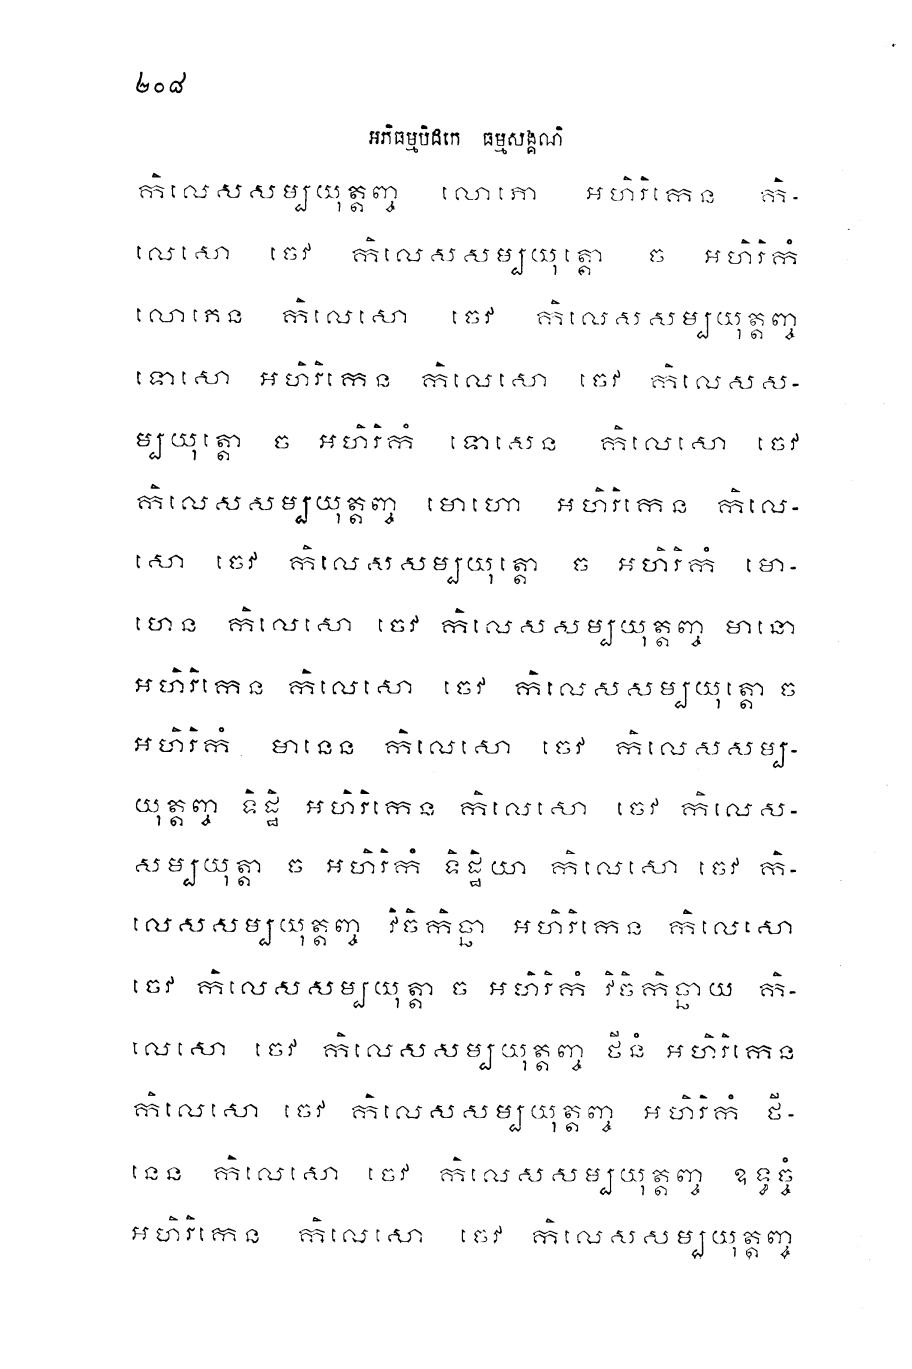 ២០៨
អភិធម្មបិដកេ ធម្មសង្គណិ
កិលេសសម្បយុត្តញ្ច លោភោ អហិរិកេន កិ-
លេសោ ចេវ កិលេសសម្បយុត្តោ ច អហិរិកំ
លោភេន កិលេសោ ចេវ កិលេសសម្បយុត្តញ្ច
ទោសោ អហិរិកេន កិលេសោ ចេវ កិលេសស-
ម្បយុត្តោ ច អហិរិកំ ទោសេន កិលេសោ ចេវ
កិលេសសម្បយុត្តញ្ច មោហោ អហិរិកេន កិលេ-
សោ ចេវ កិលេសសម្បយុត្តោ ច អហិរិកំ មោ-
ហេន កិលេសោ ចេវ កិលេសសម្បយុត្តញ្ច មានោ
អហិរិកេន កិលេសោ ចេវ កិលេសសម្បយុត្តោ ច
អហិរិកំ មានេន កិលេសោ ចេវ កិលេសសម្ប-
យុត្តញ្ច ទិដ្ឋិ អហិរិកេន កិលេសោ ចេវ កិលេស-
សម្បយុត្តា ច អហិរិកំ ទិដ្ឋិយា កិលេសោ ចេវ កិ-
លេសសម្បយុត្តញ្ច វិចិកិច្ឆា អហិរិកេន កិលេសោ
ចេវ កិលេសសម្បយុត្តា ច អហិរិកំ វិចិកិច្ឆាយ កិ-
លេសោ ចេវ កិលេសសម្បយុត្តញ្ច ថីនំ អហិរិកេន
កិលេសោ ចេវ កិលេសសម្បយុត្តញ្ច អហិរិកំ ថី-
នេន កិលេសោ ចេវ កិលេសសម្បយុត្តញ្ច ឧទ្ធច្ចំ
អហិរិកេន កិលេសោ ចេវ កិលេសសម្បយុត្តញ្ច